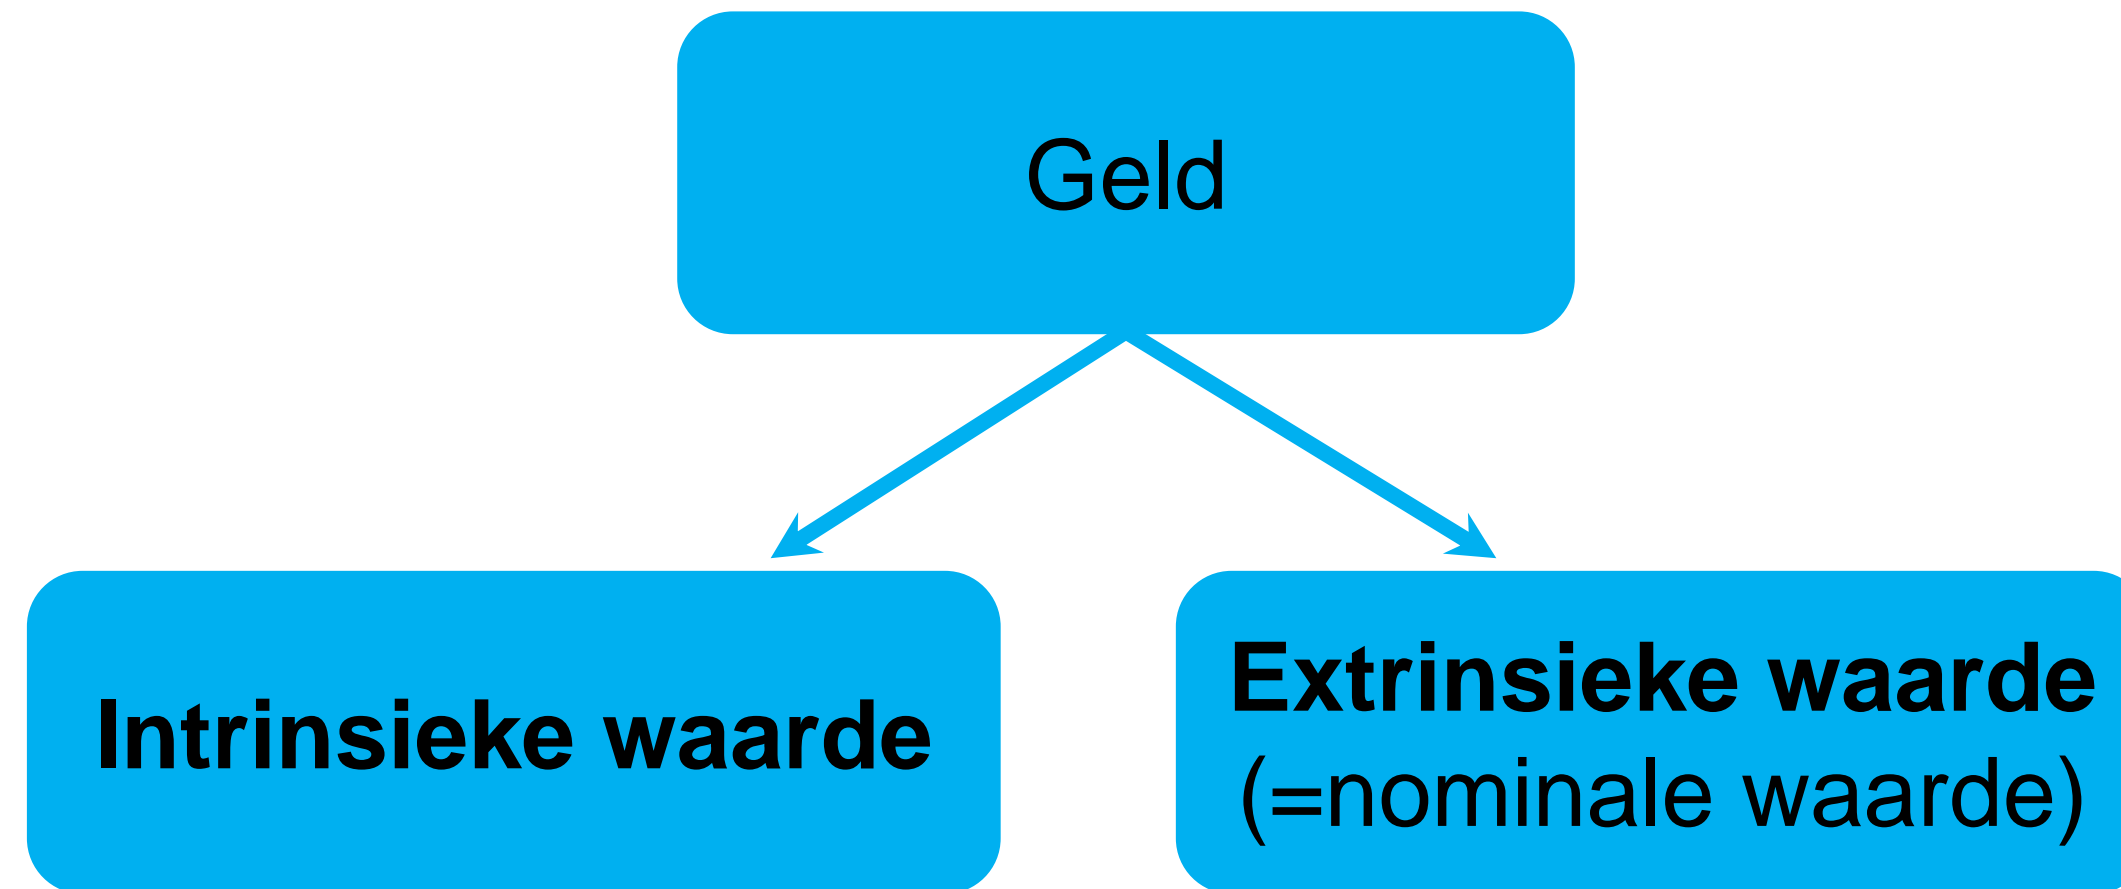 Geld
Intrinsieke waarde
Extrinsieke waarde
(=nominale waarde)